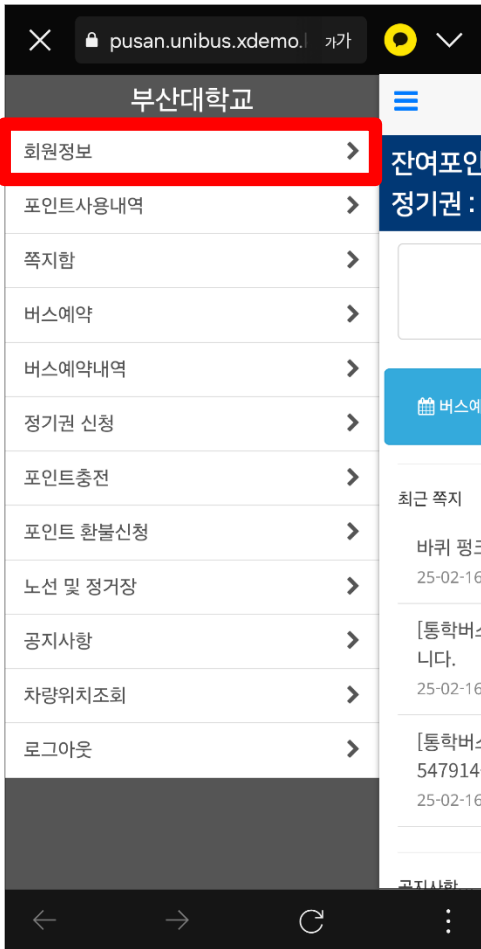 pusan.unibus.xdemo. 가가
부산대학교
회원정보
포인트사용내역
쪽지함
버스예약
버스예약내역
정기권 신청
포인트충전
포인트 환불신청
노선 및 정거장
공지사항
차량위치조회
로그아웃
잔여포인
정기권 :
버스예
최근 쪽지
바퀴 펑
25-02-16
[통학버스
니다.
25-02-16
[통학버스
547914
25-02-16
공지사항